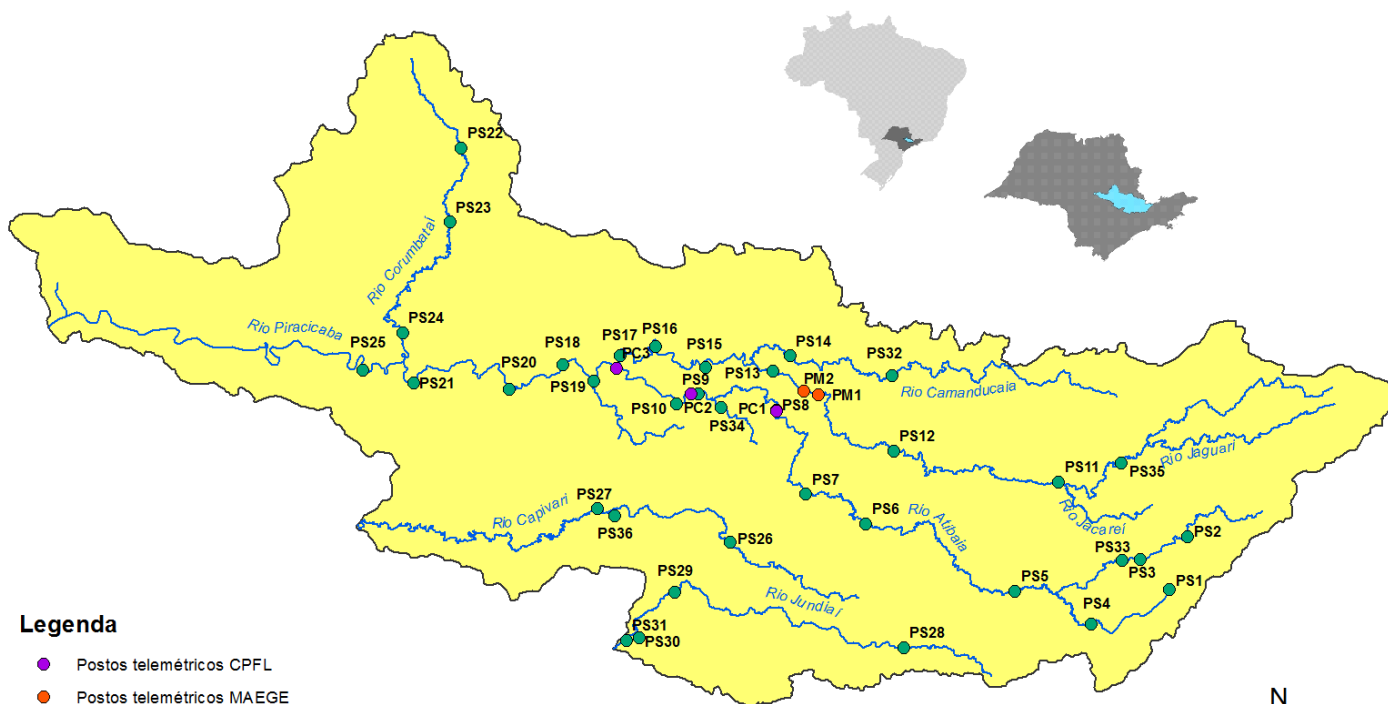 PS22
PS23
Rio Corumbataí
PS24
Rio Piracicaba
PS25
PS21
PS20
PS18
PS19
PS17
PC3
PS16
PS15
PS14
PS13
PS32
PM2
PM1
Rio Camanducaia
PS9
PS10
PC2
PS34
PC1
PS8
PS12
PS11
PS35
Rio Jaguari
Rio Jacareí
PS7
PS6
Rio Atibaia
PS2
PS33
PS3
PS1
PS5
PS4
Rio Capivari
PS27
PS36
PS26
PS29
Rio Jundiaí
PS28
PS31
PS30
Legenda
Postos telemétricos CPFL
Postos telemétricos MAEGE
N